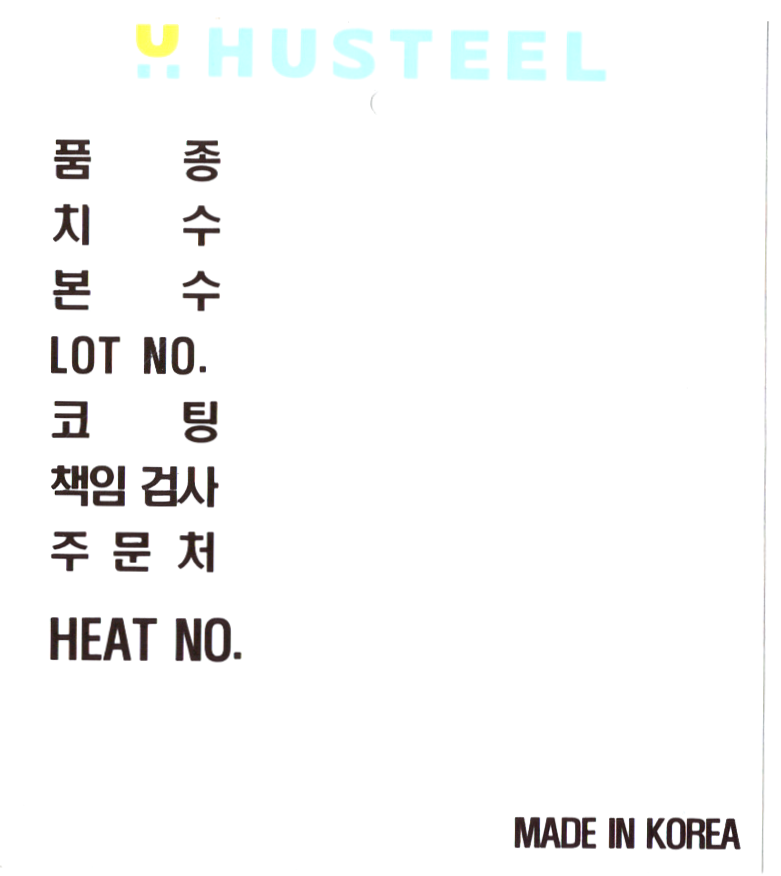 HUSTEEL
품 종
치 수
본 수
LOT NO.
코 팅
책임 검사
주 문 처
HEAT NO.
MADE IN KOREA